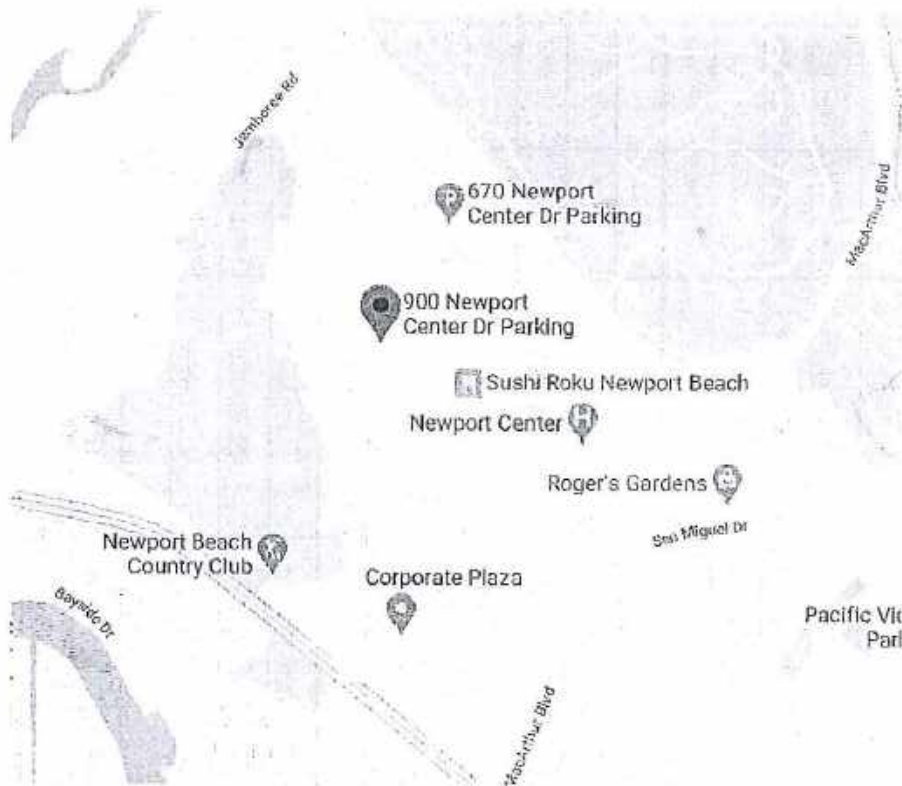 Jamboree Rd
670 Newport
Center Dr Parking
MacArthur Blvd
900 Newport
Center Dr Parking
Sushi Roku Newport Beach
Newport Center
Roger's Gardens
San Miguel Dr
Newport Beach
Country Club
Corporate Plaza
Bayside Dr
Pacific
MacArthur Blvd